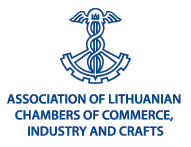 ASSOCIATION OF LITHUANIAN
CHAMBERS OF COMMERCE,
INDUSTRY AND CRAFTS